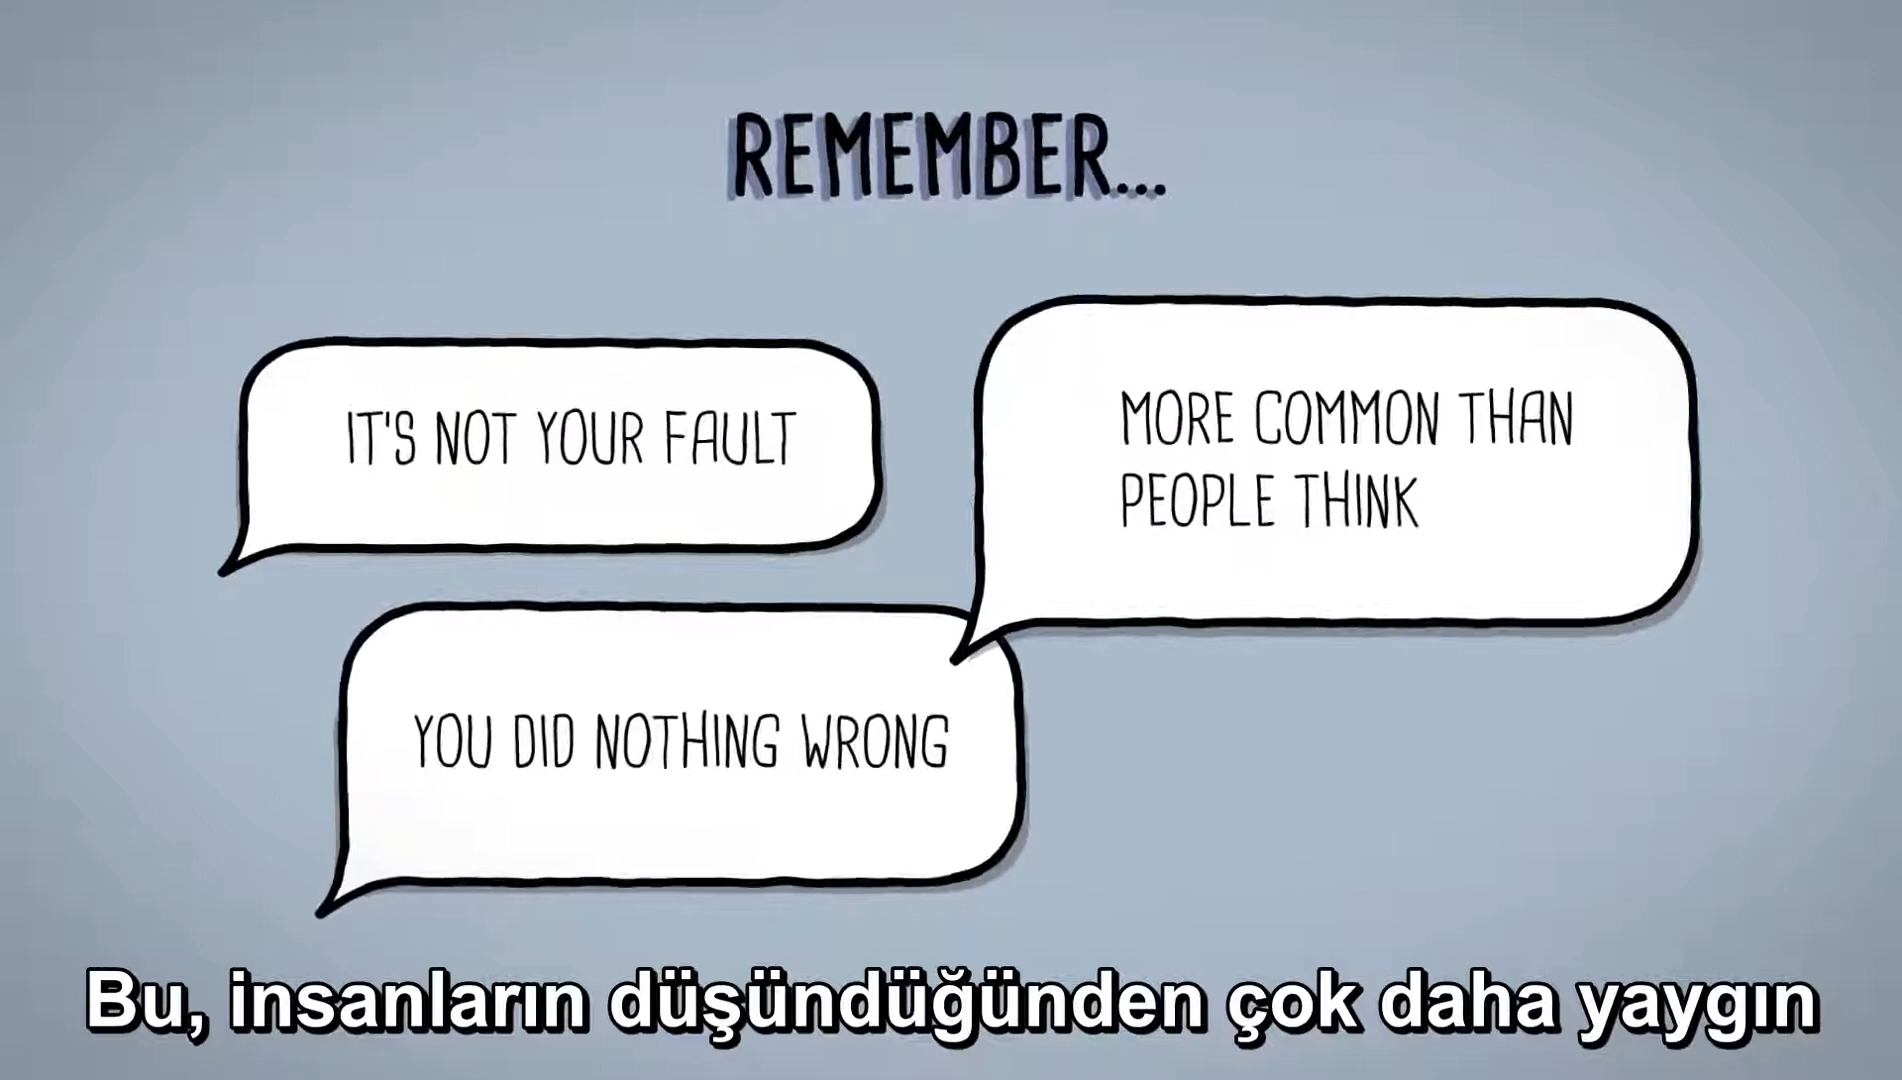 REMEMBER...
IT'S NOT YOUR FAULT
MORE COMMON THAN
PEOPLE THINK
YOU DID NOTHING WRONG
Bu, insanların düşündüğünden çok daha yaygın